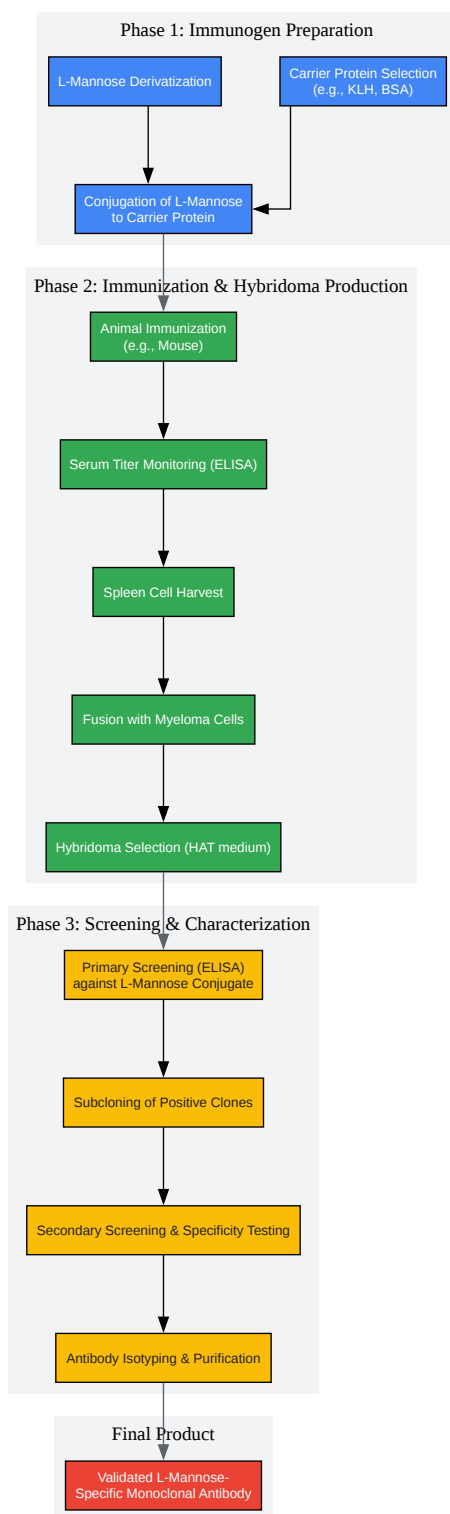 Phase 1: Immunogen Preparation
L-Mannose Derivatization
Carrier Protein Selection
(e.g., KLH, BSA)
Conjugation of L-Mannose
to Carrier Protein
Phase 2: Immunization & Hybridoma Production
Animal Immunization
(e.g., Mouse)
Serum Titer Monitoring (ELISA)
Spleen Cell Harvest
Fusion with Myeloma Cells
Hybridoma Selection (HAT medium)
Phase 3: Screening & Characterization
Primary Screening (ELISA)
against L-Mannose Conjugate
Subcloning of Positive Clones
Secondary Screening & Specificity Testing
Antibody Isotyping & Purification
Final Product
Validated L-Mannose-
Specific Monoclonal Antibody